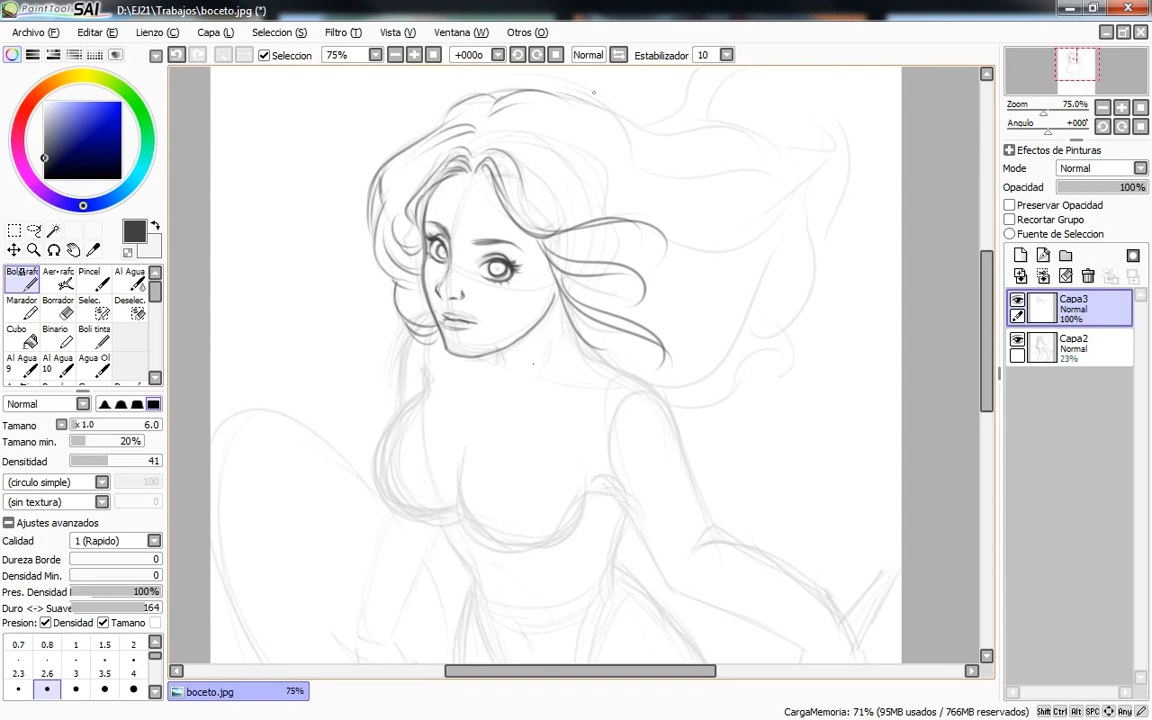 PaintTool SAI D:\EJ21\Trabajos\boceto.jpg (*)
Archivo (F) Editar (E) Lienzo (C) Capa (L) Seleccion (S) Filtro (T) Vista (V) Ventana (W) Otros (O)
Seleccion 75% +000o Normal Estabilizador 10
Zoom 75.0%
Angulo +000°
Efectos de Pinturas
Mode Normal
Opacidad 100%
Preservar Opacidad
Recortar Grupo
Fuente de Seleccion
Capa3
Normal
100%
Capa2
Normal
23%
Pincel Al Agua
Marador Borrador Selec. Deselec.
Cubo Binario Boli tinta
Al Agua Al Agua Agua Ol
9 10
Normal
Tamano x 1.0 6.0
Tamano min. 20%
Densitidad 41
(circulo simple) 100
(sin textura) 0
Ajustes avanzados
Calidad 1 (Rapido)
Dureza Borde 0
Densidad Min. 0
Pres. Densidad 100%
Duro <-> Suave 164
Presion: Densidad Tamano
0.7 0.8 1 1.5 2
2.3 2.6 3 3.5 4
boceto.jpg 75%
CargaMemoria: 71% (95MB usados / 766MB reservados) Shift Ctrl Alt SPC Any